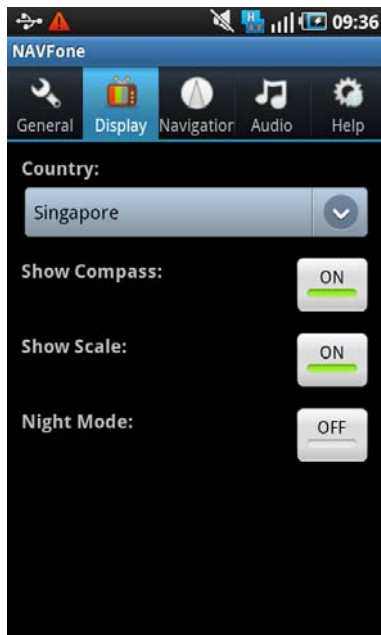 09:36
NAVFone
General Display Navigation Audio Help
Country:
Singapore
Show Compass: ON
Show Scale: ON
Night Mode: OFF